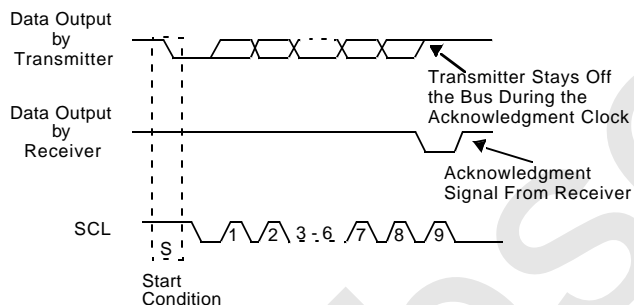 Data Output
by
Transmitter
Transmitter Stays Off
the Bus During the
Acknowledgment Clock
Data Output
by
Receiver
Acknowledgment
Signal From Receiver
SCL
S
1 2 3 - 6 7 8 9
Start
Condition